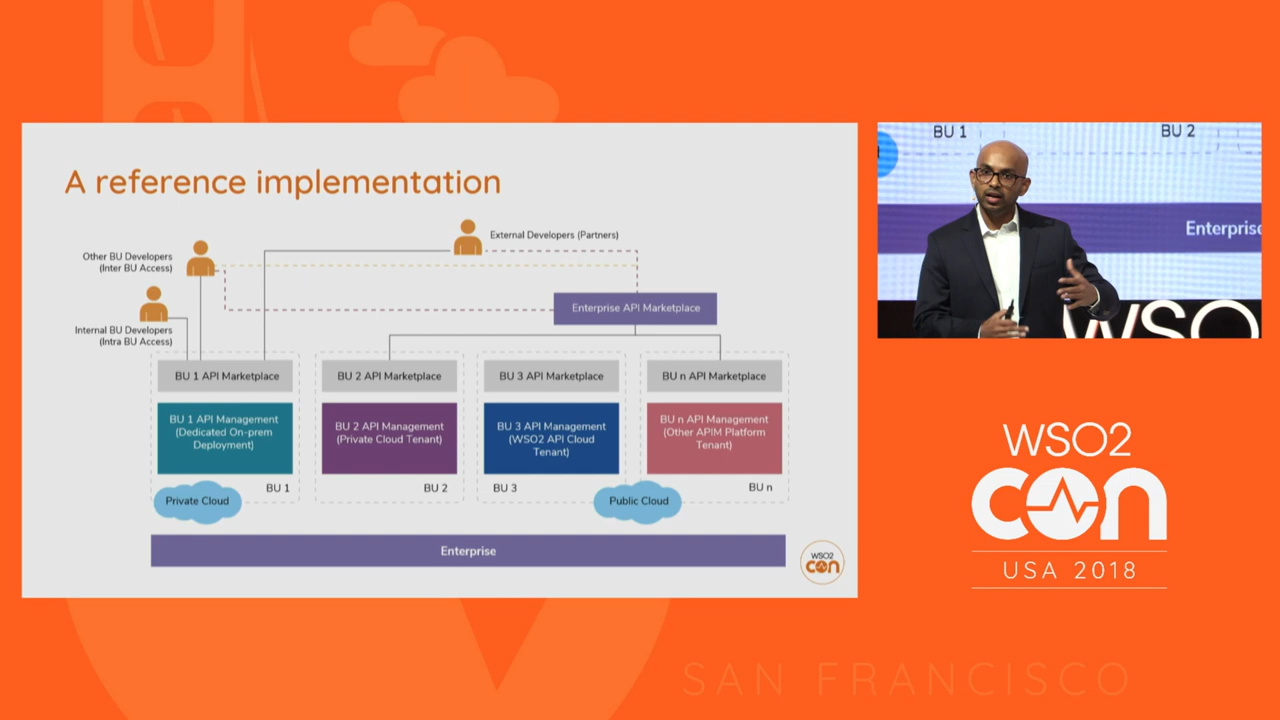 A reference implementation
External Developers (Partners)
Other BU Developers
(Inter BU Access)
Internal BU Developers
(Intra BU Access)
Enterprise API Marketplace
BU 1 API Marketplace
BU 2 API Marketplace
BU 3 API Marketplace
BU n API Marketplace
BU 1 API Management
(Dedicated On-prem
Deployment)
BU 2 API Management
(Private Cloud Tenant)
BU 3 API Management
(WSO2 API Cloud
Tenant)
BU n API Management
(Other APIM Platform
Tenant)
BU 1
BU 2
BU 3
BU n
Private Cloud
Public Cloud
Enterprise
WSO2
con
BU 1
BU 2
Enterprise
WSO
WSO2
con
USA 2018
SAN FRANCISCO